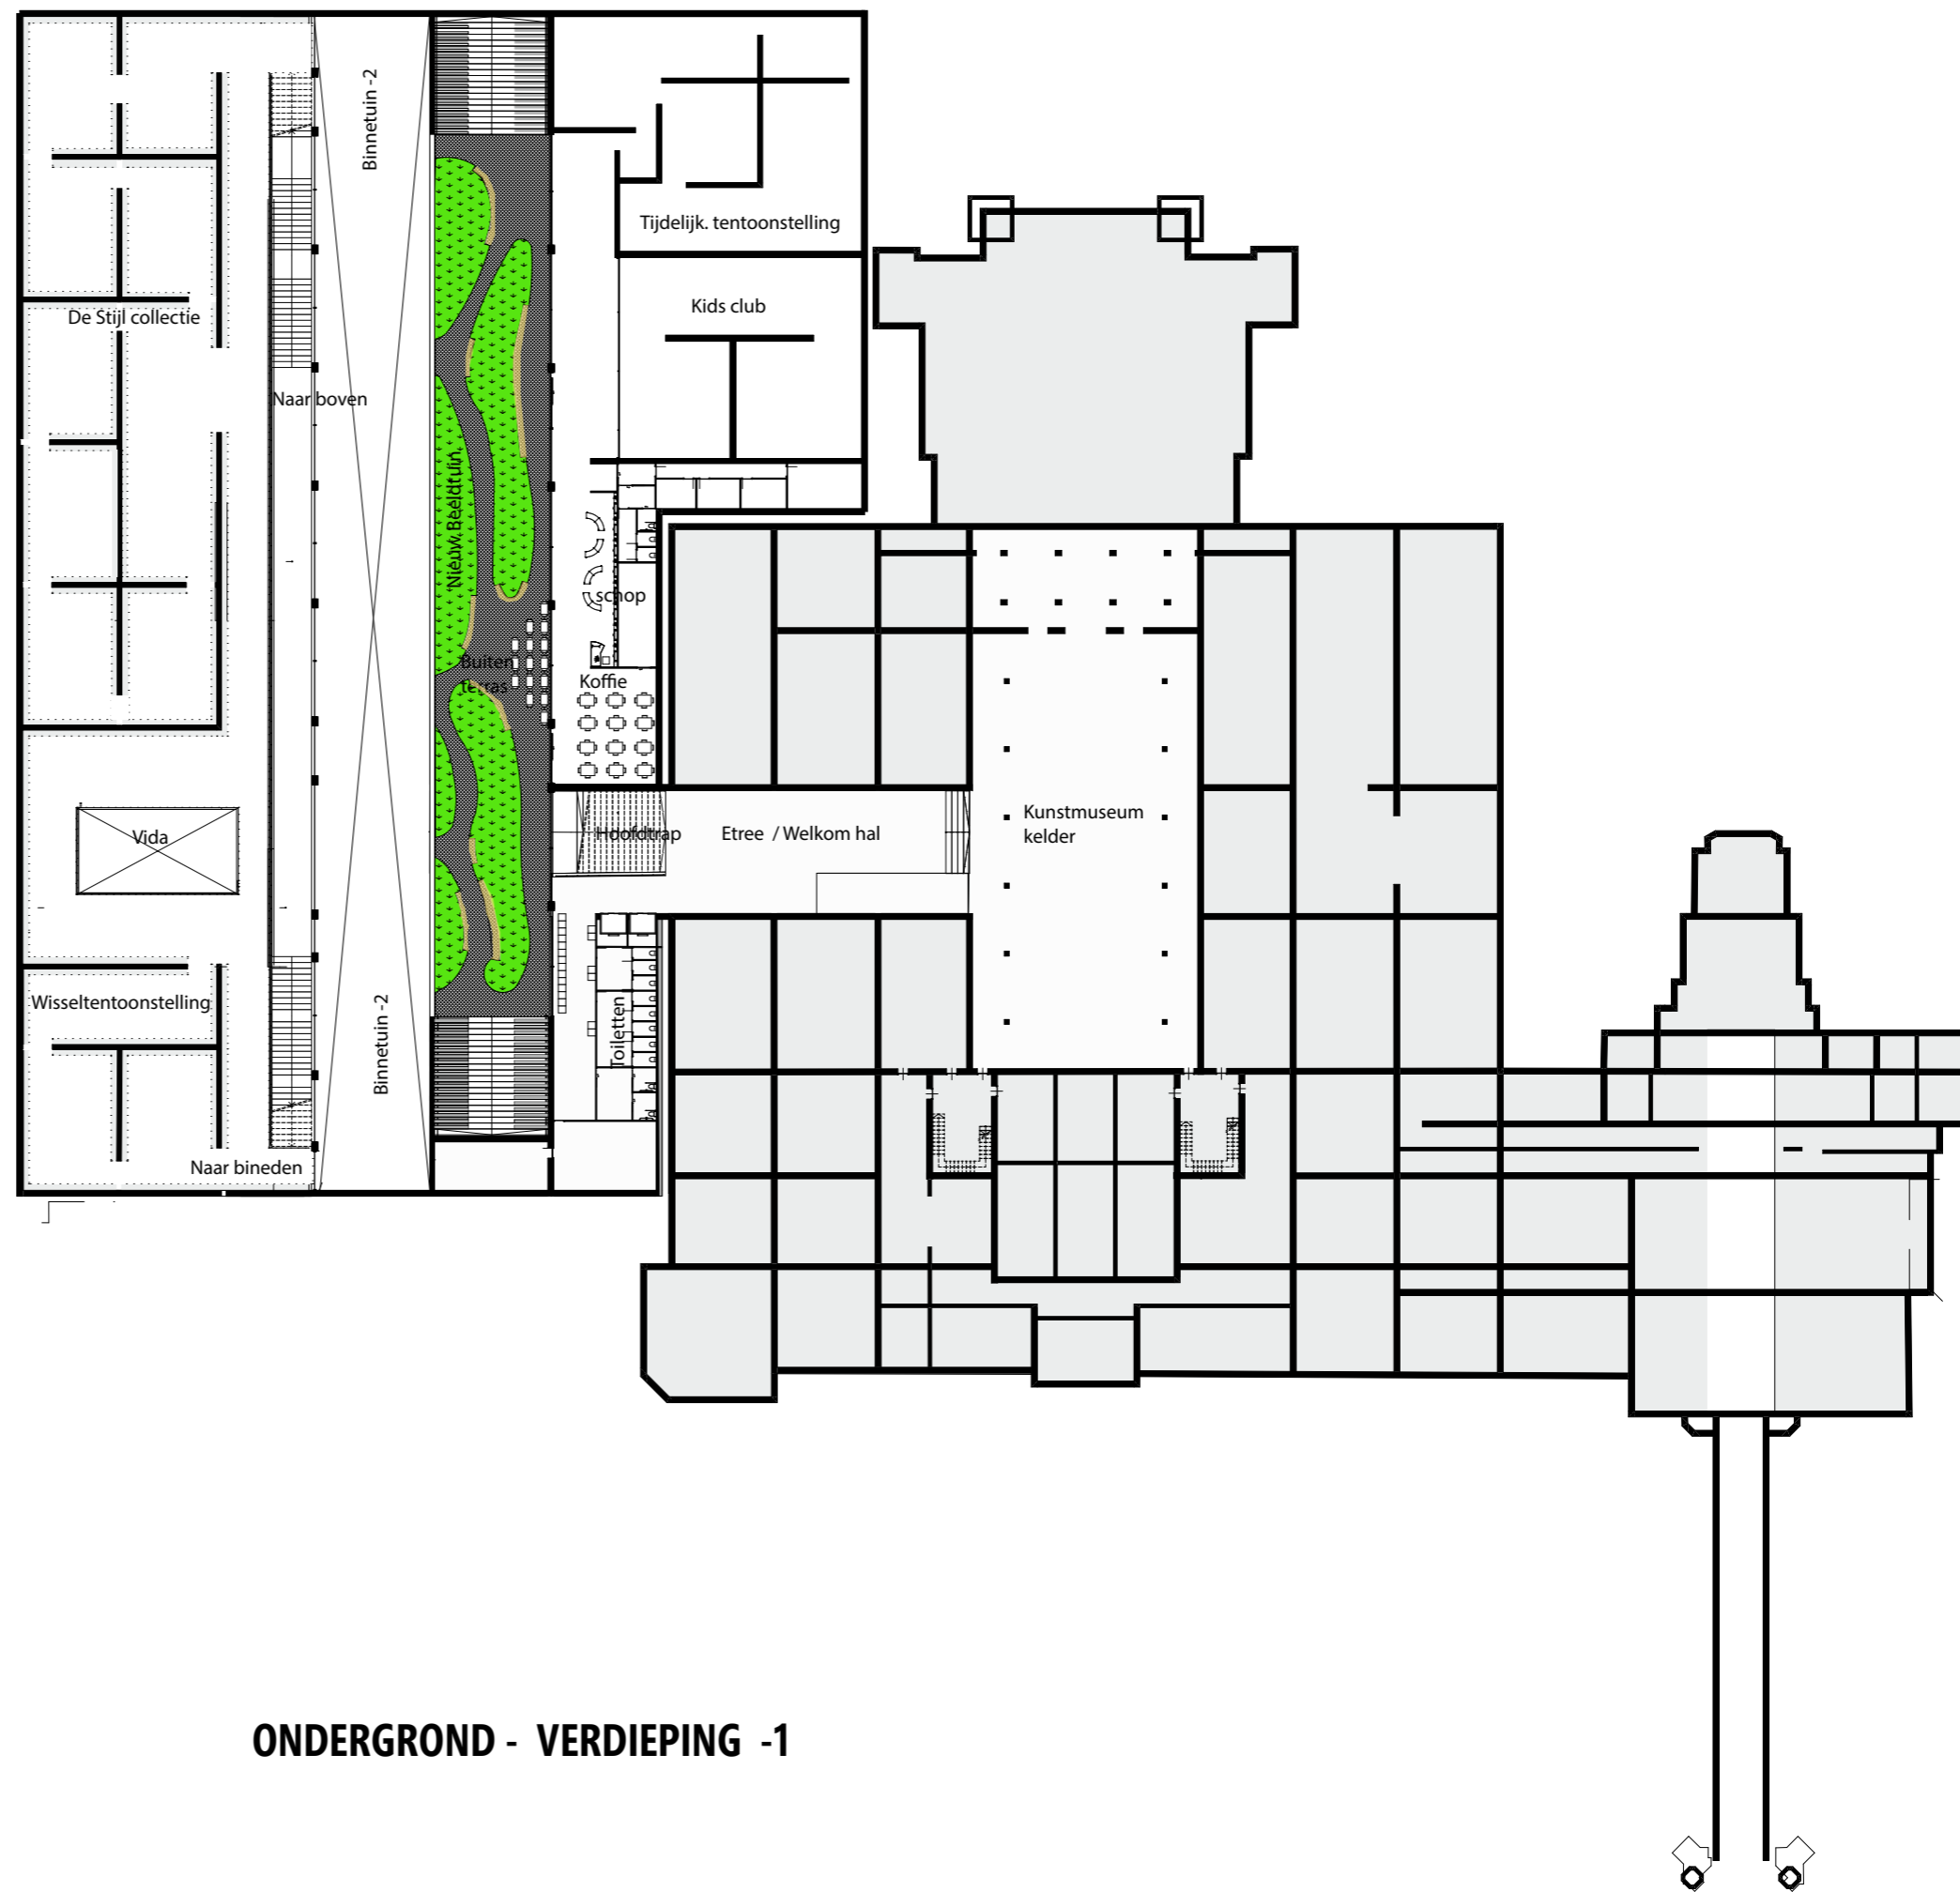 Binnetuin -2
Tijdelijk. tentoonstelling
Kids club
De Stijl collectie
Naar boven
Nieuw Beeldtuin
schop
Buiten
terras
Koffie
Kunstmuseum
kelder
Vida
Hoofdtrap
Etree / Welkom hal
Wisseltentoonstelling
Binnetuin -2
Toiletten
Naar bineden
ONDERGROND - VERDIEPING -1